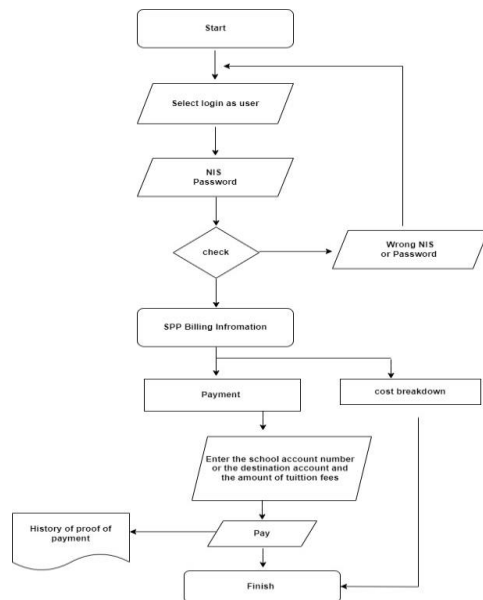 Start
Select login as user
NIS
Password
check
Wrong NIS
or Password
SPP Billing Infromation
Payment
cost breakdown
Enter the school account number
or the destination account and
the amount of tuition fees
History of proof of
payment
Pay
Finish